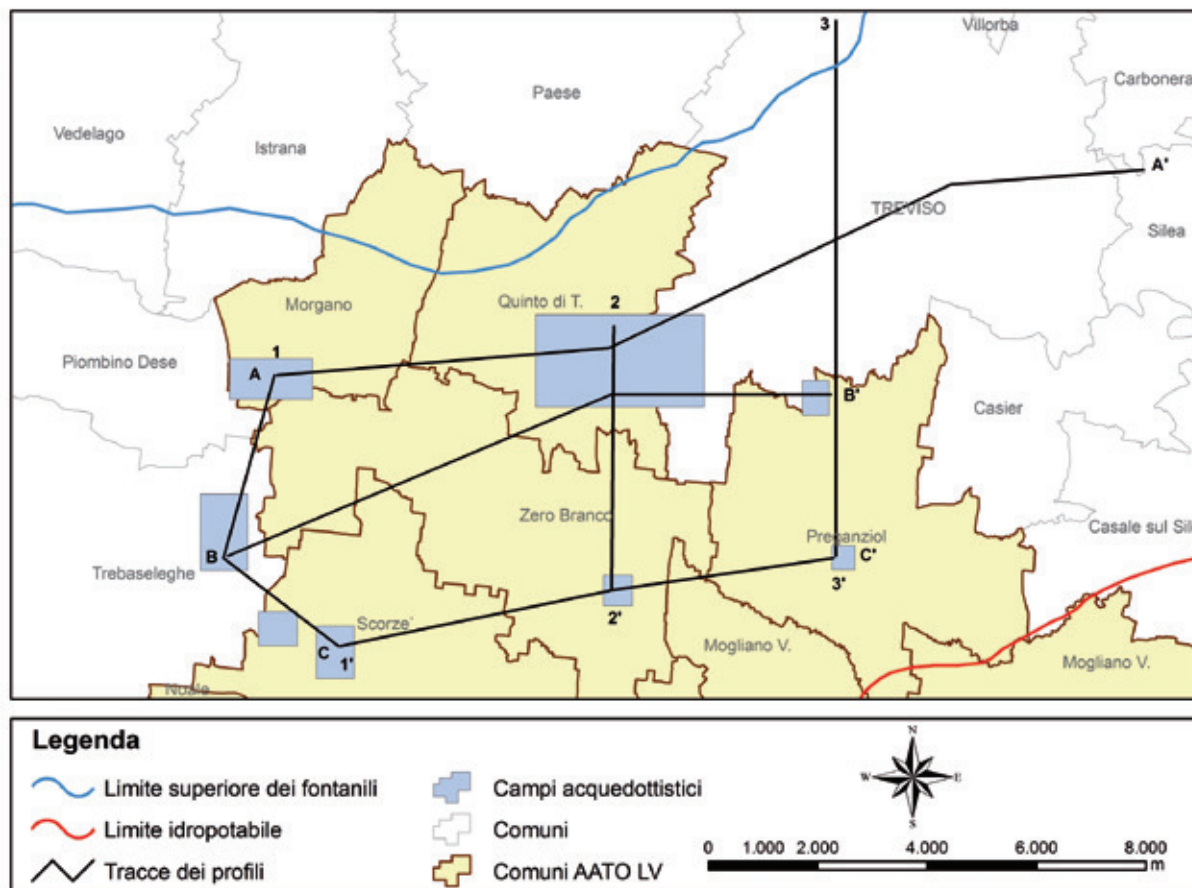 3
Villorba
Paese
Carbonera
Vedelago
Istrana
A'
TREVISO
Silea
Morgano
Quinto di T.
2
Piombino Dese
1
A
B'
Casier
Zero Branco
Preganziol
Casale sul Sil
B
C'
Trebaseleghe
3'
2'
Scorze'
C
1'
Mogliano V.
Mogliano V.
Noale
Legenda
Limite superiore dei fontanili
Limite idropotabile
Tracce dei profili
Campi acquedottistici
Comuni
Comuni AATO LV
N
W E
S
0 1.000 2.000 4.000 6.000 8.000
m